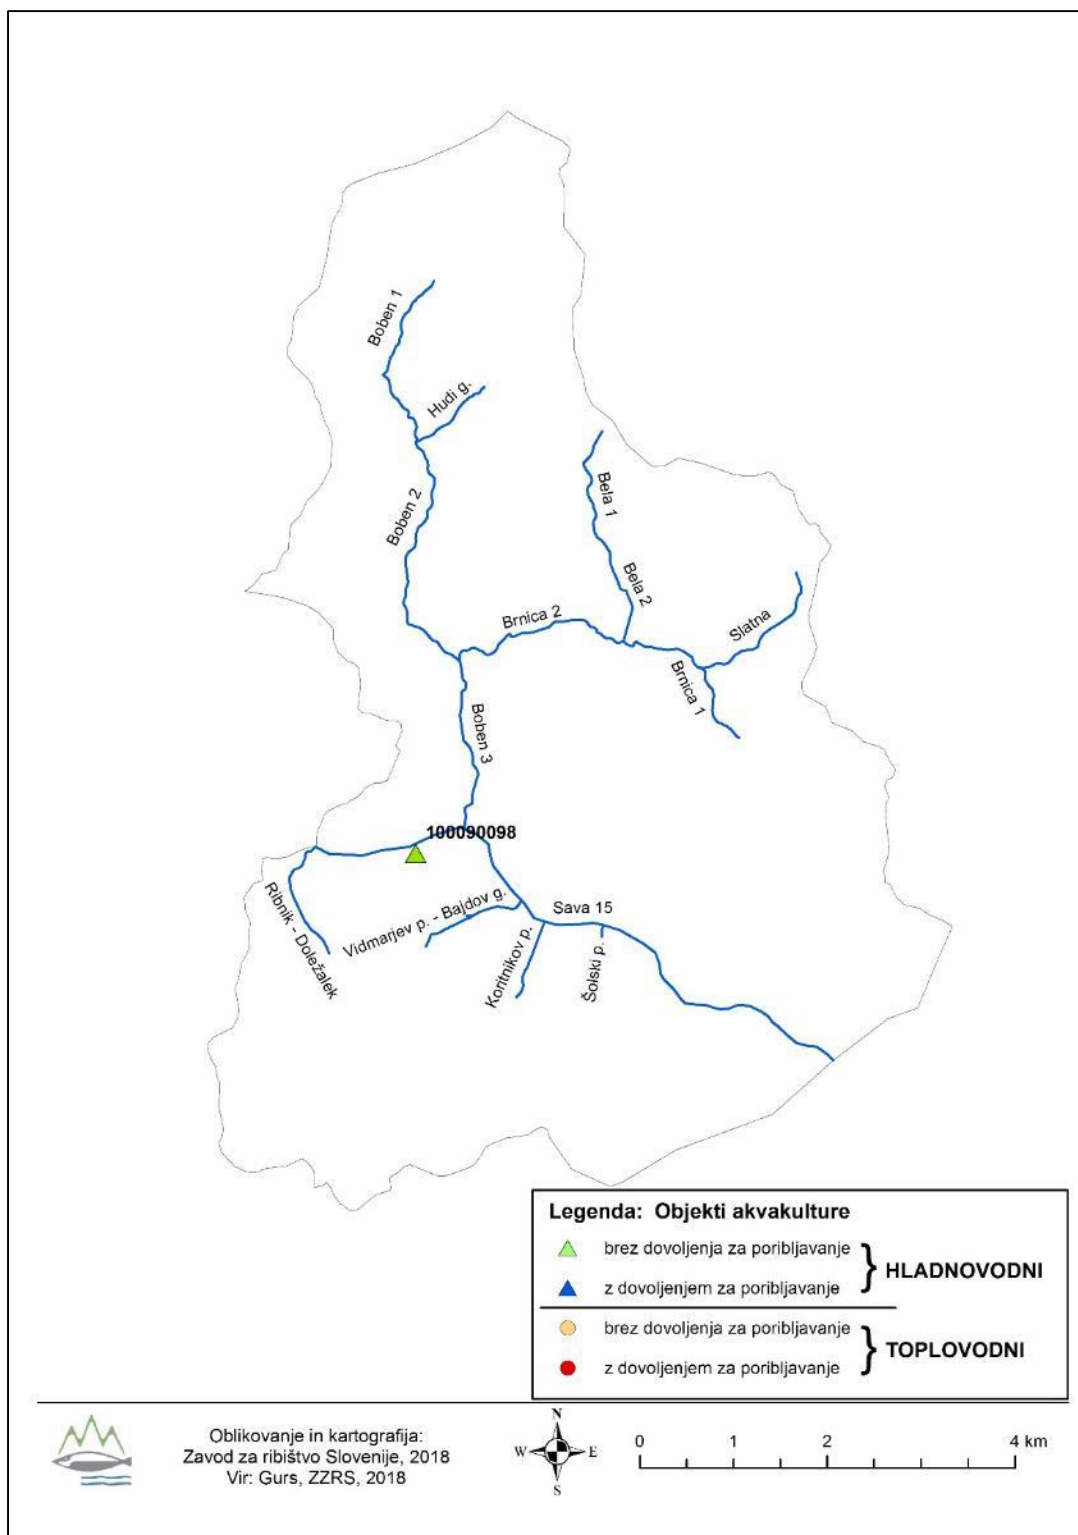 Boben 1
Hudi g.
Boben 2
Bela 1
Bela 2
Brnica 2
Slatna
Brnica 1
Boben 3
100090098
Ribnik - Doležalek
Vidmarjev p. - Bajdov g.
Sava 15
Koritnikov p.
Šolski p.
Legenda: Objekti akvakulture
brez dovoljenja za poribljavanje
z dovoljenjem za poribljavanje
} HLADNOVODNI
brez dovoljenja za poribljavanje
z dovoljenjem za poribljavanje
} TOPLOVODNI
Oblikovanje in kartografija:
Zavod za ribištvo Slovenije, 2018
Vir: Gurs, ZZRS, 2018
N
W E
S
0 1 2 4 km